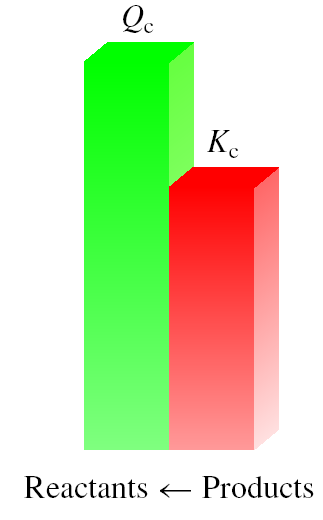 Qc
Kc
Reactants ← Products